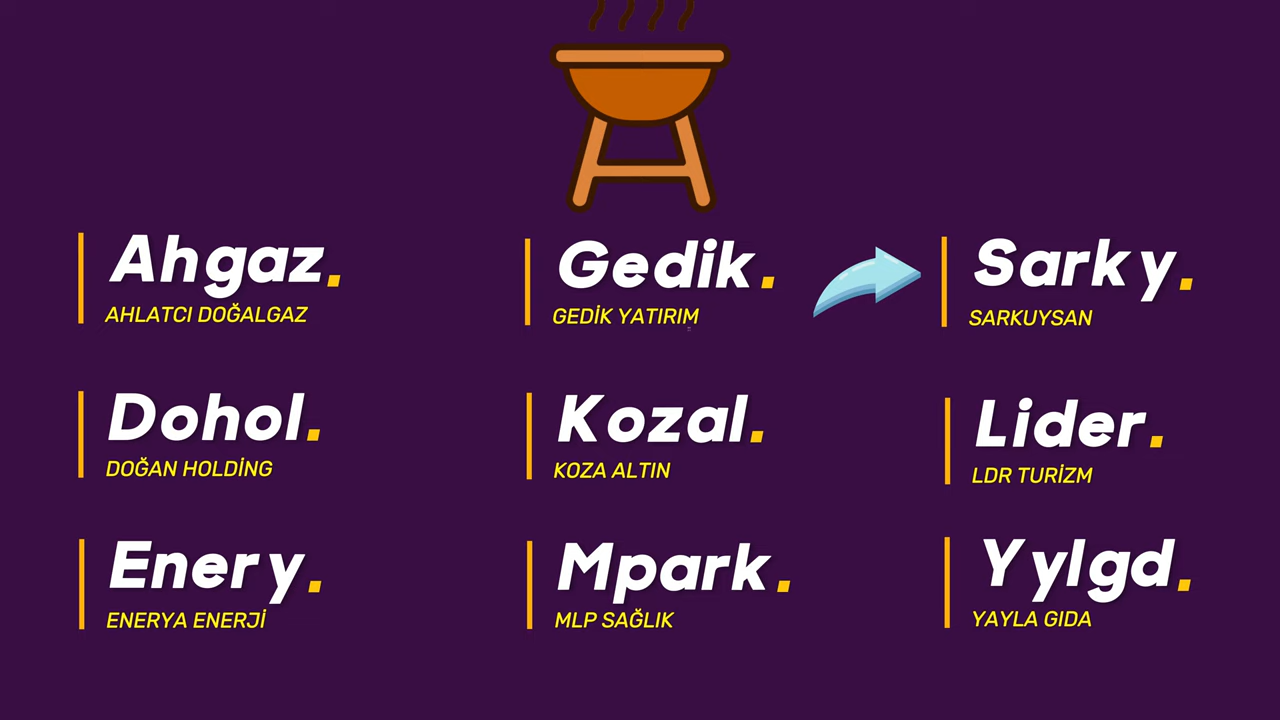 Ahgaz.
AHLATCI DOĞALGAZ
Gedik.
GEDİK YATIRIM
Sarky.
SARKUYSAN
Dohol.
DOĞAN HOLDİNG
Kozal.
KOZA ALTIN
Lider.
LDR TURİZM
Enery.
ENERYA ENERJİ
Mpark.
MLP SAĞLIK
Yylgd.
YAYLA GIDA